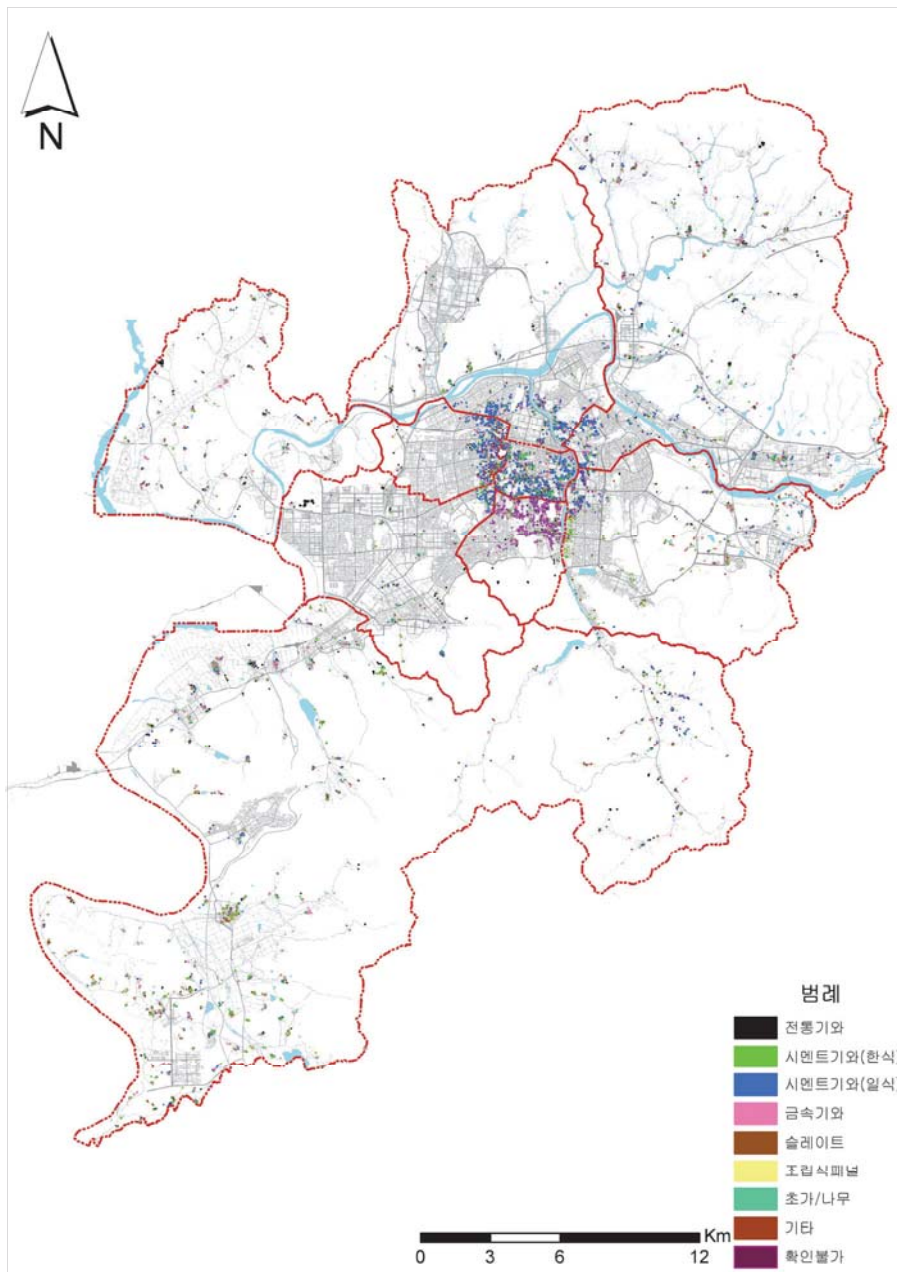 N
범례
전통기와
시멘트기와(한식)
시멘트기와(일식)
금속기와
슬레이트
조립식패널
초가/나무
기타
확인불가
Km
0 3 6 12